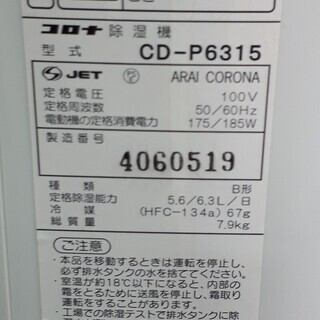 コロナ 除湿機
型式 CD-P6315
JET ARAI CORONA
定格電圧 100V
定格周波数 50/60Hz
電動機の定格消費電力 175/185W
製造番号
4060519
種類 B形
定格除湿能力 5.6/6.3L/日
冷媒 (HFC-134a) 67g
質量 7.9kg
ご注意
・本品を移動するときは運転を停止し、
必ず排水タンクの水を捨ててください。
・室温が約18℃以下になると、内部の
霜をとるために送風を停止し、霜取り
運転をすることがあります。
・工場での除湿テストで排水タンクに